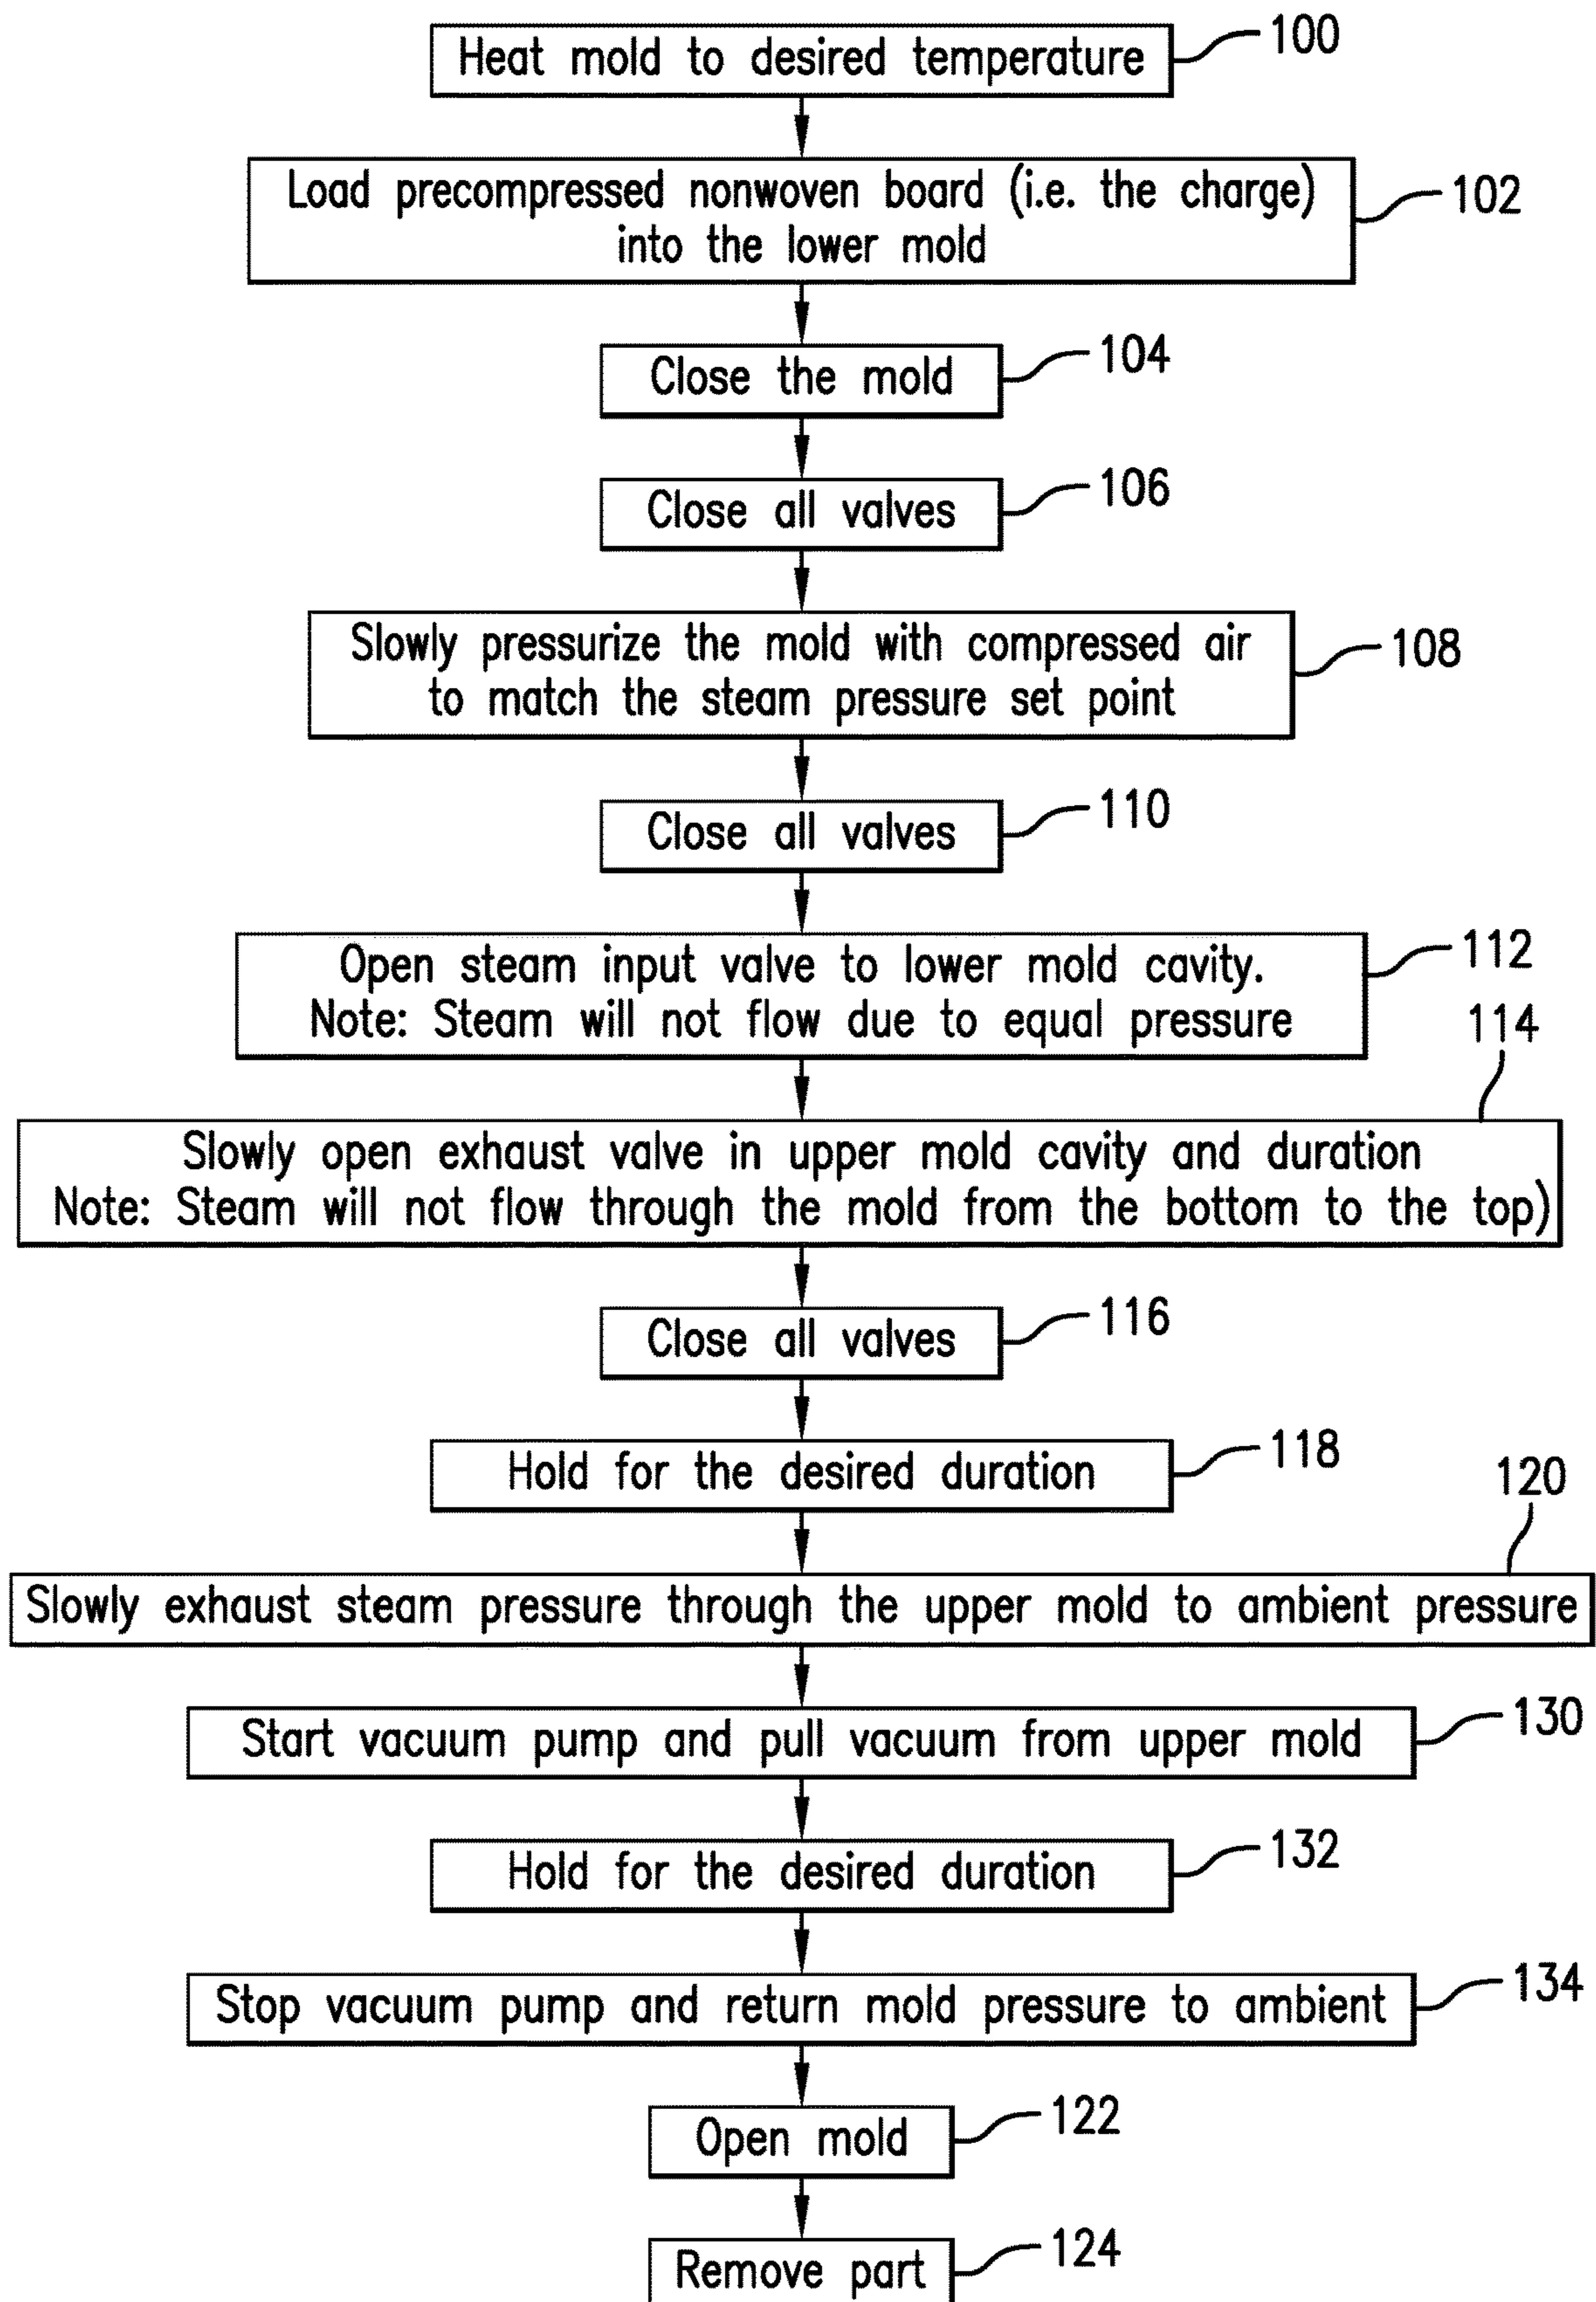 Heat mold to desired temperature
100
Load precompressed nonwoven board (i.e. the charge)
into the lower mold
102
Close the mold
104
Close all valves
106
Slowly pressurize the mold with compressed air
to match the steam pressure set point
108
Close all valves
110
Open steam input valve to lower mold cavity.
Note: Steam will not flow due to equal pressure
112
114
Slowly open exhaust valve in upper mold cavity and duration
Note: Steam will not flow through the mold from the bottom to the top)
Close all valves
116
Hold for the desired duration
118
120
Slowly exhaust steam pressure through the upper mold to ambient pressure
Start vacuum pump and pull vacuum from upper mold
130
Hold for the desired duration
132
Stop vacuum pump and return mold pressure to ambient
134
Open mold
122
Remove part
124